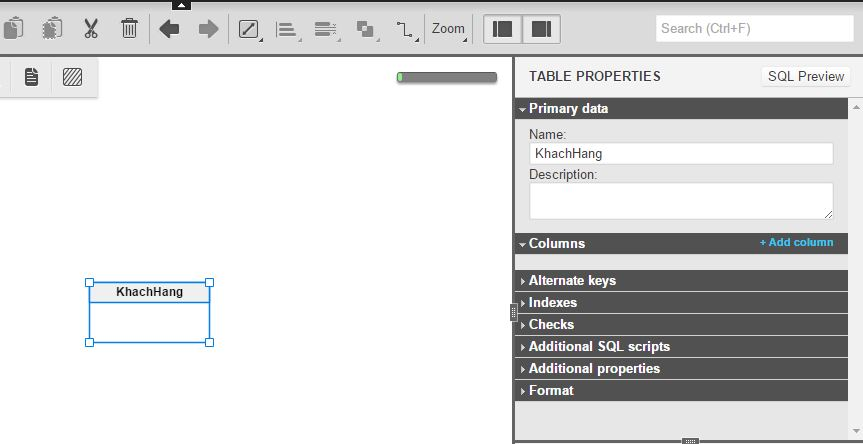 Zoom
Search (Ctrl+F)
TABLE PROPERTIES
SQL Preview
Primary data
Name:
KhachHang
Description:
Columns
+ Add column
Alternate keys
Indexes
Checks
Additional SQL scripts
Additional properties
Format
KhachHang